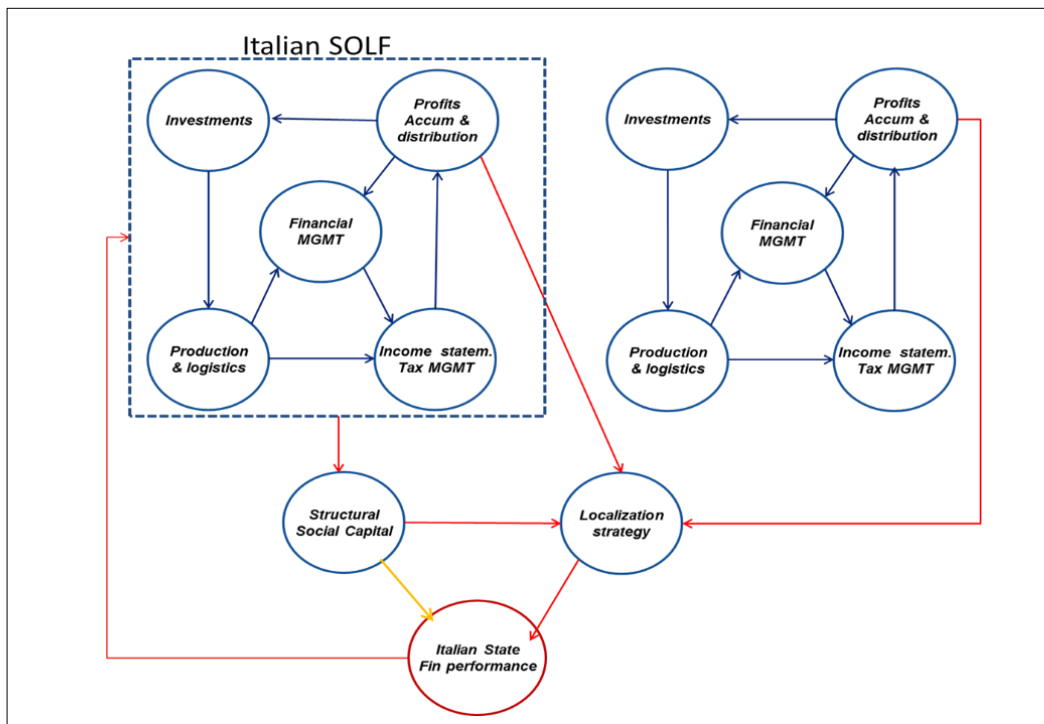 Italian SOLF
Investments
Profits
Accum &
distribution
Financial
MGMT
Production
& logistics
Income statem.
Tax MGMT
Investments
Profits
Accum &
distribution
Financial
MGMT
Production
& logistics
Income statem.
Tax MGMT
Structural
Social Capital
Localization
strategy
Italian State
Fin performance